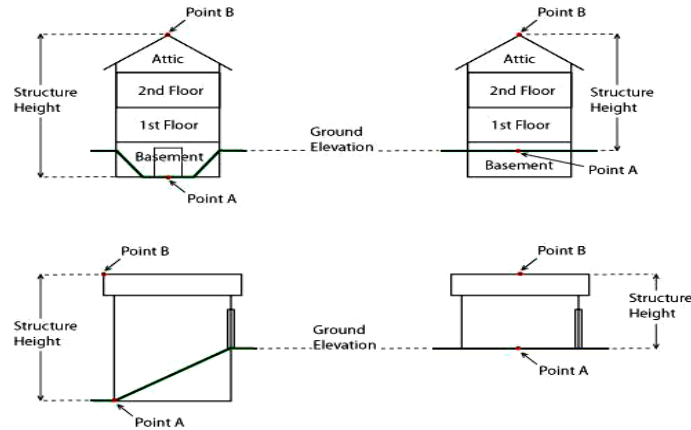 Point B
Attic
2nd Floor
1st Floor
Basement
Structure
Height
Point A
Ground
Elevation
Point B
Attic
2nd Floor
1st Floor
Basement
Structure
Height
Point A
Point B
Structure
Height
Point A
Ground
Elevation
Point B
Structure
Height
Point A